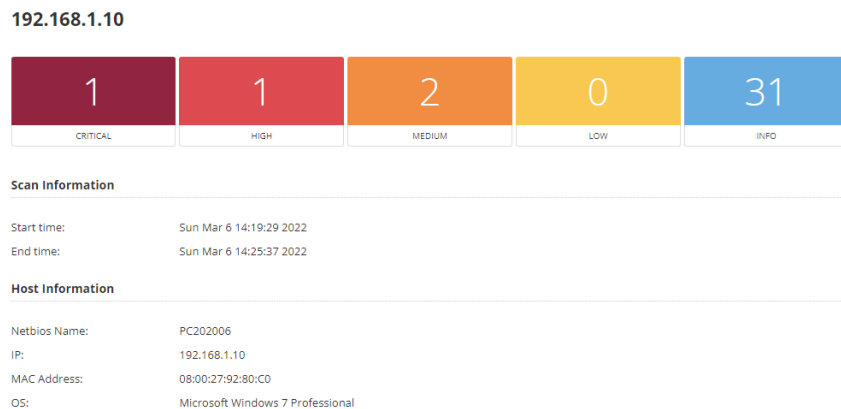 192.168.1.10
1 1 2 0 31
CRITICAL HIGH MEDIUM LOW INFO
Scan Information
Start time: Sun Mar 6 14:19:29 2022
End time: Sun Mar 6 14:25:37 2022
Host Information
Netbios Name: PC202006
IP: 192.168.1.10
MAC Address: 08:00:27:92:80:C0
OS: Microsoft Windows 7 Professional